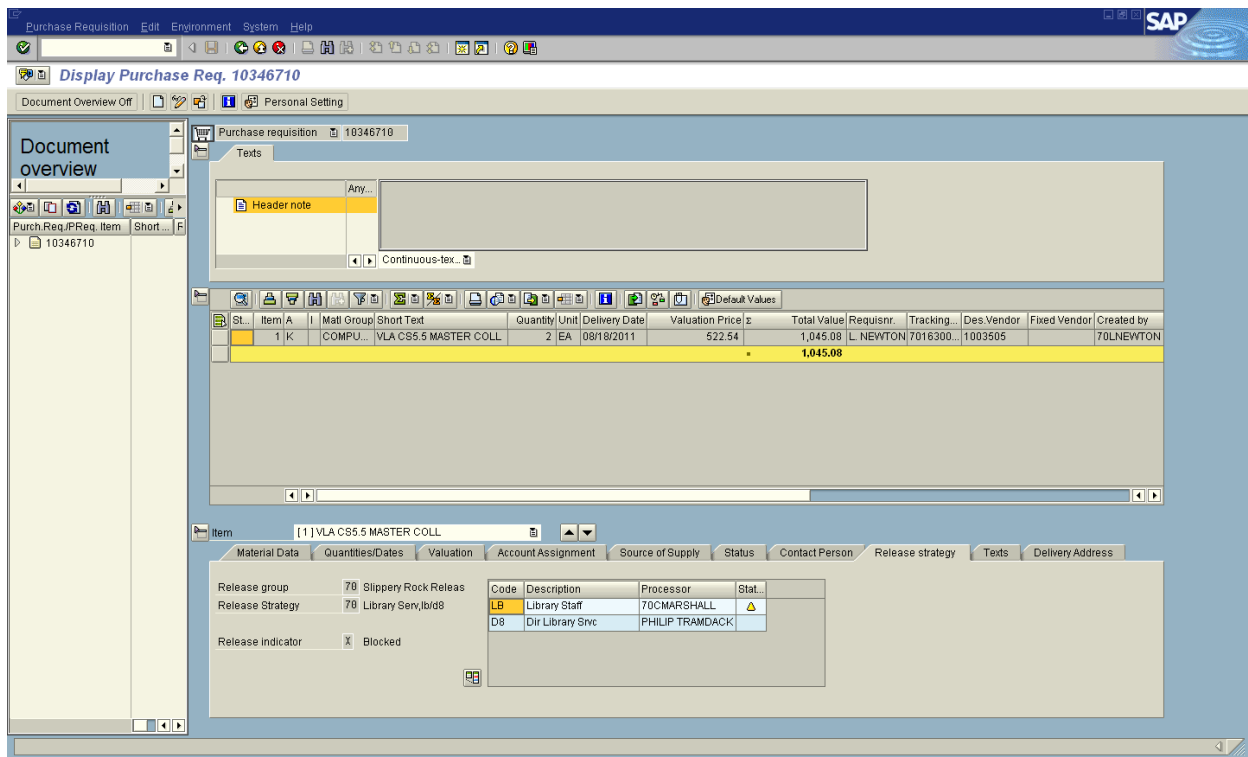 Purchase Requisition Edit Environment System Help
SAP
Display Purchase Req. 10346710
Document Overview Off Personal Setting
Document overview
Purch.Req./PReq. Item Short ... F
10346710
Purchase requisition 10346710
Texts
Any...
Header note
Continuous-tex...
Default Values
St... Item A I Matl Group Short Text Quantity Unit Delivery Date Valuation Price Σ Total Value Requisnr. Tracking... Des.Vendor Fixed Vendor Created by
1 K COMPU... VLA CS5.5 MASTER COLL 2 EA 08/18/2011 522.54 1,045.08 L. NEWTON 7016300... 1003505 70LNEWTON
1,045.08
Item [ 1 ] VLA CS5.5 MASTER COLL
Material Data Quantities/Dates Valuation Account Assignment Source of Supply Status Contact Person Release strategy Texts Delivery Address
Release group 70 Slippery Rock Releas
Release Strategy 70 Library Serv,lb/d8
Release indicator X Blocked
Code Description Processor Stat...
LB Library Staff 70CMARSHALL
D8 Dir Library Srvc PHILIP TRAMDACK